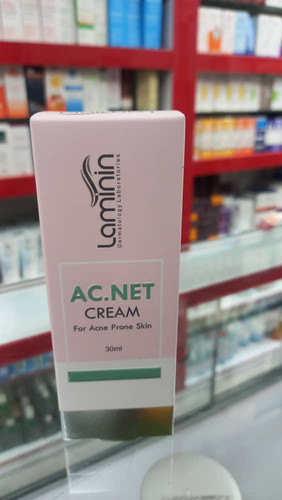 Laminin
Dermatology Laboratories
AC.NET
CREAM
For Acne Prone Skin
30ml